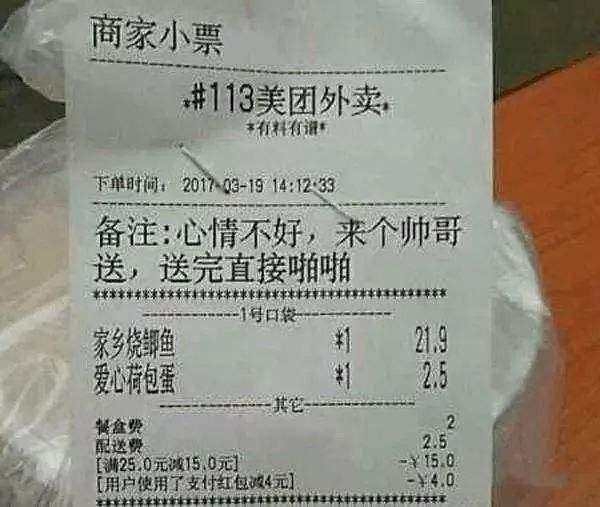 商家小票
*#113美团外卖*
*有料有谱*
下单时间: 2017-03-19 14:12:33
备注:心情不好，来个帅哥
送，送完直接啪啪
********************************************
------------1号口袋------------
家乡烧鲫鱼 *1 21.9
爱心荷包蛋 *1 2.5
------------其它------------
餐盒费 2
配送费 2.5
[满25.0元减15.0元] -￥15.0
[用户使用了支付红包减4元] -￥4.0
********************************************